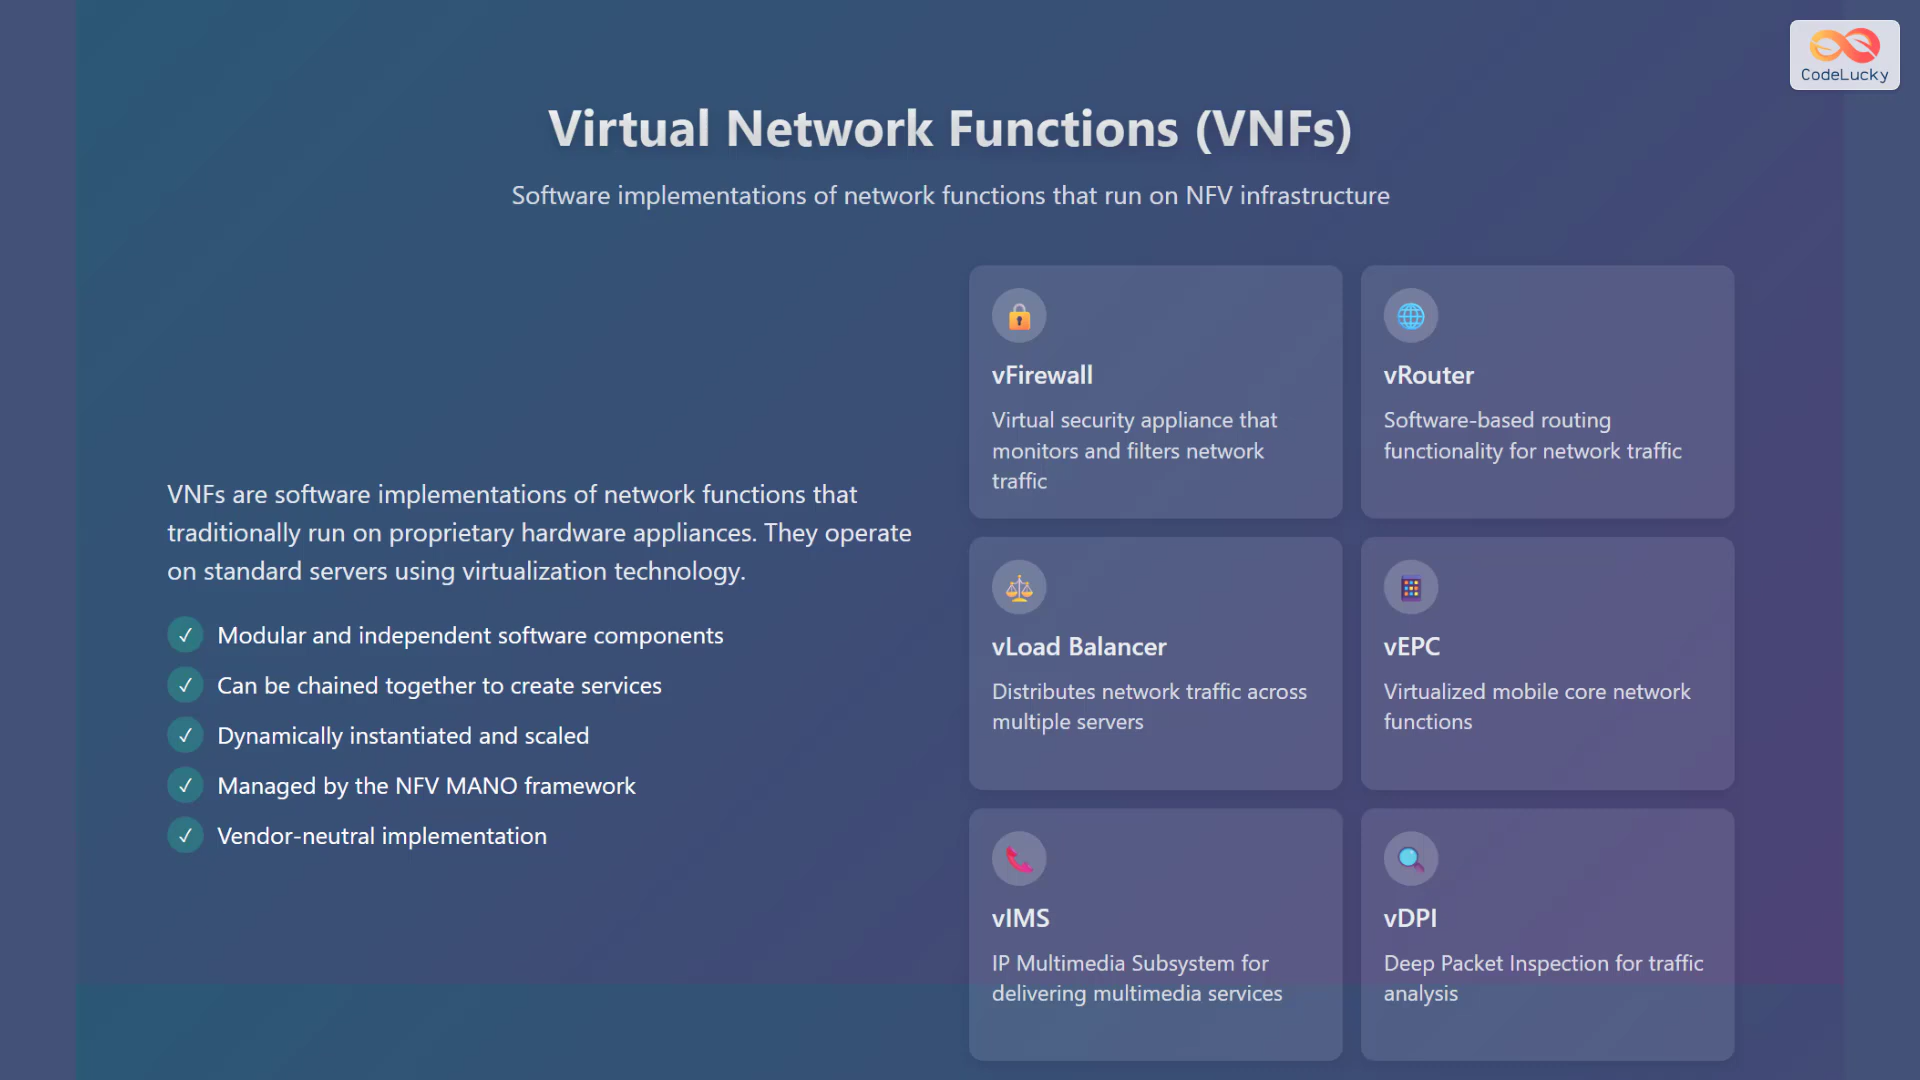 CodeLucky
Virtual Network Functions (VNFs)
Software implementations of network functions that run on NFV infrastructure
VNFs are software implementations of network functions that
traditionally run on proprietary hardware appliances. They operate
on standard servers using virtualization technology.
✓ Modular and independent software components
✓ Can be chained together to create services
✓ Dynamically instantiated and scaled
✓ Managed by the NFV MANO framework
✓ Vendor-neutral implementation
vFirewall
Virtual security appliance that
monitors and filters network
traffic
vRouter
Software-based routing
functionality for network traffic
vLoad Balancer
Distributes network traffic across
multiple servers
vEPC
Virtualized mobile core network
functions
vIMS
IP Multimedia Subsystem for
delivering multimedia services
vDPI
Deep Packet Inspection for traffic
analysis